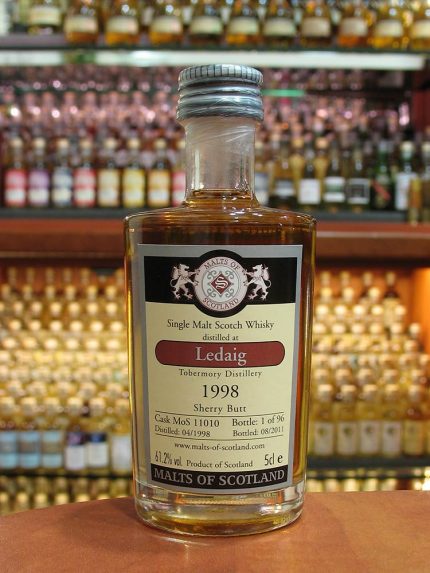 MALTS OF
S
SCOTLAND
Single Malt Scotch Whisky
distilled at
Ledaig
Tobermory Distillery
1998
Sherry Butt
Cask MoS 11010 Bottle: 1 of 96
Distilled: 04/1998 Bottled: 08/2011
www.malts-of-scotland.com
61.2% vol Product of Scotland 5cl e
MALTS OF SCOTLAND